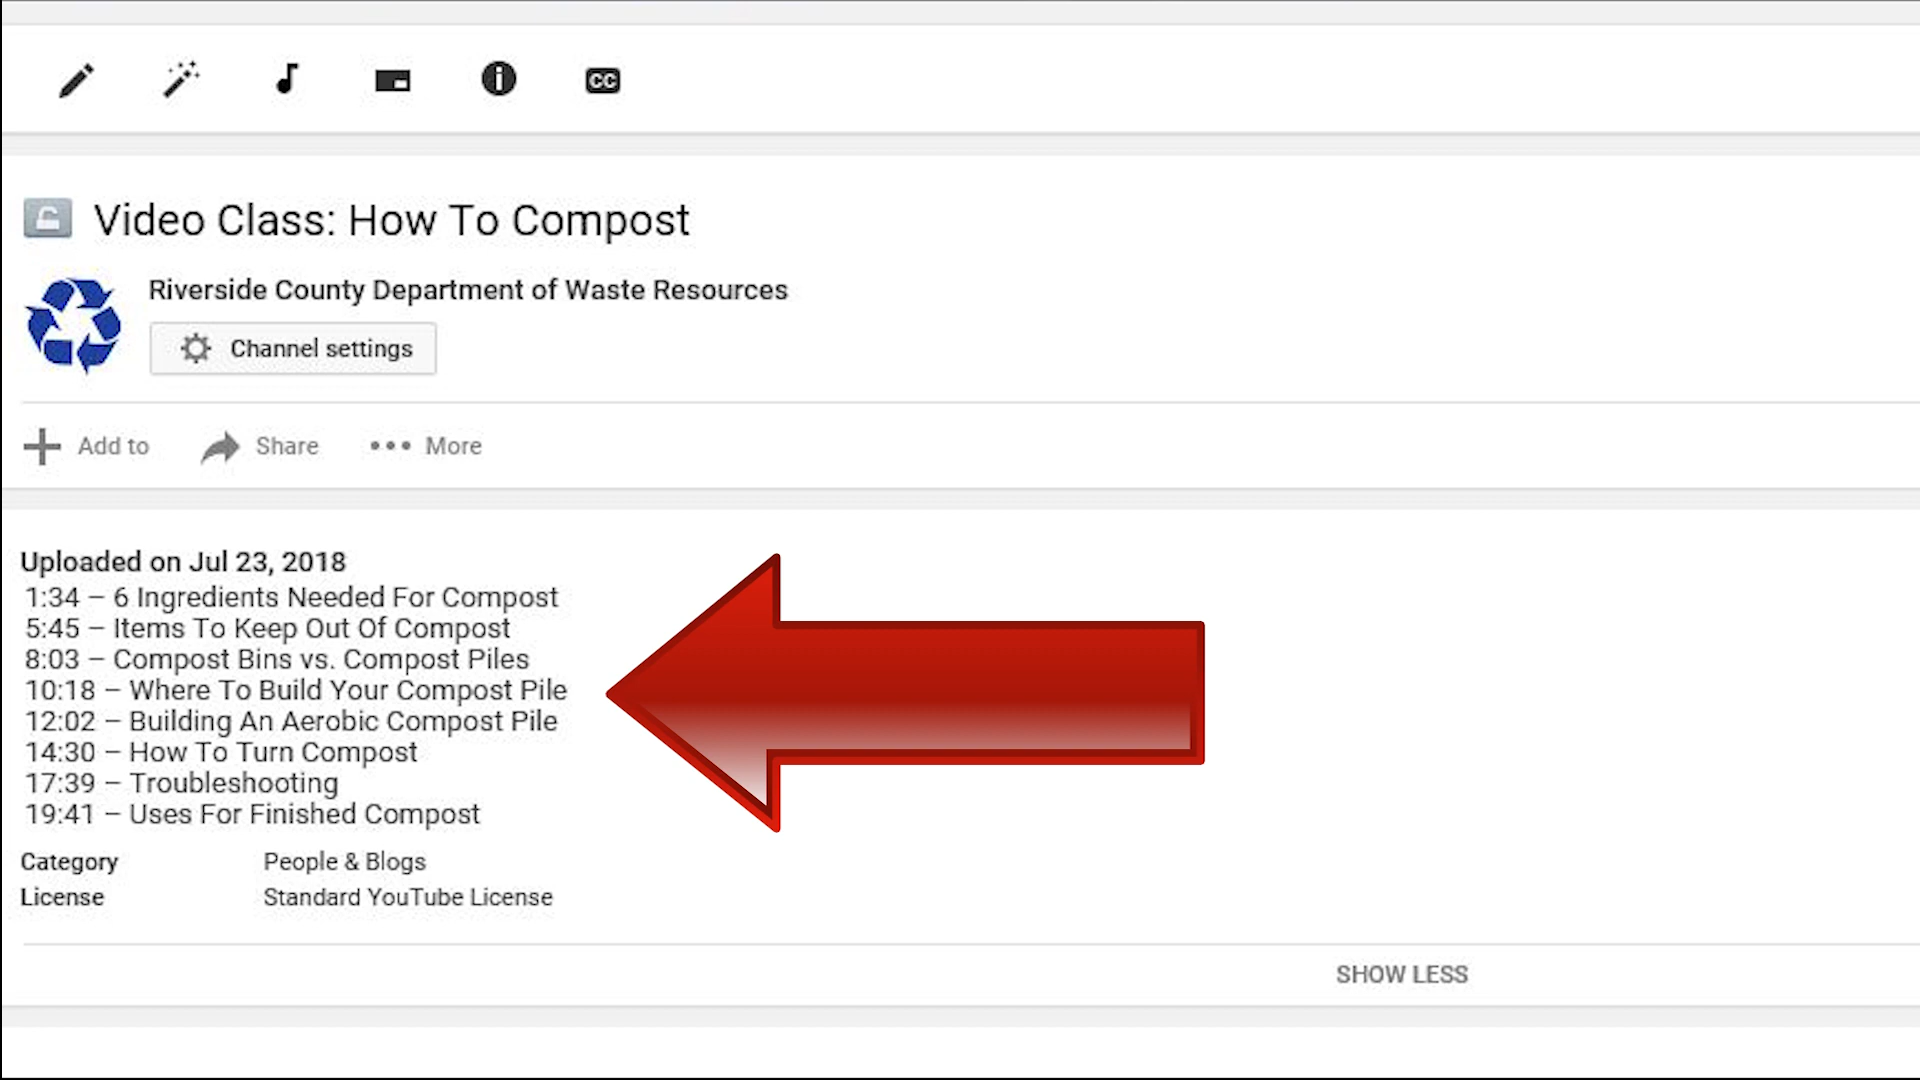 CC
Video Class: How To Compost
Riverside County Department of Waste Resources
Channel settings
Add to Share More
Uploaded on Jul 23, 2018
1:34 – 6 Ingredients Needed For Compost
5:45 – Items To Keep Out Of Compost
8:03 – Compost Bins vs. Compost Piles
10:18 – Where To Build Your Compost Pile
12:02 – Building An Aerobic Compost Pile
14:30 – How To Turn Compost
17:39 – Troubleshooting
19:41 – Uses For Finished Compost
Category People & Blogs
License Standard YouTube License
SHOW LESS